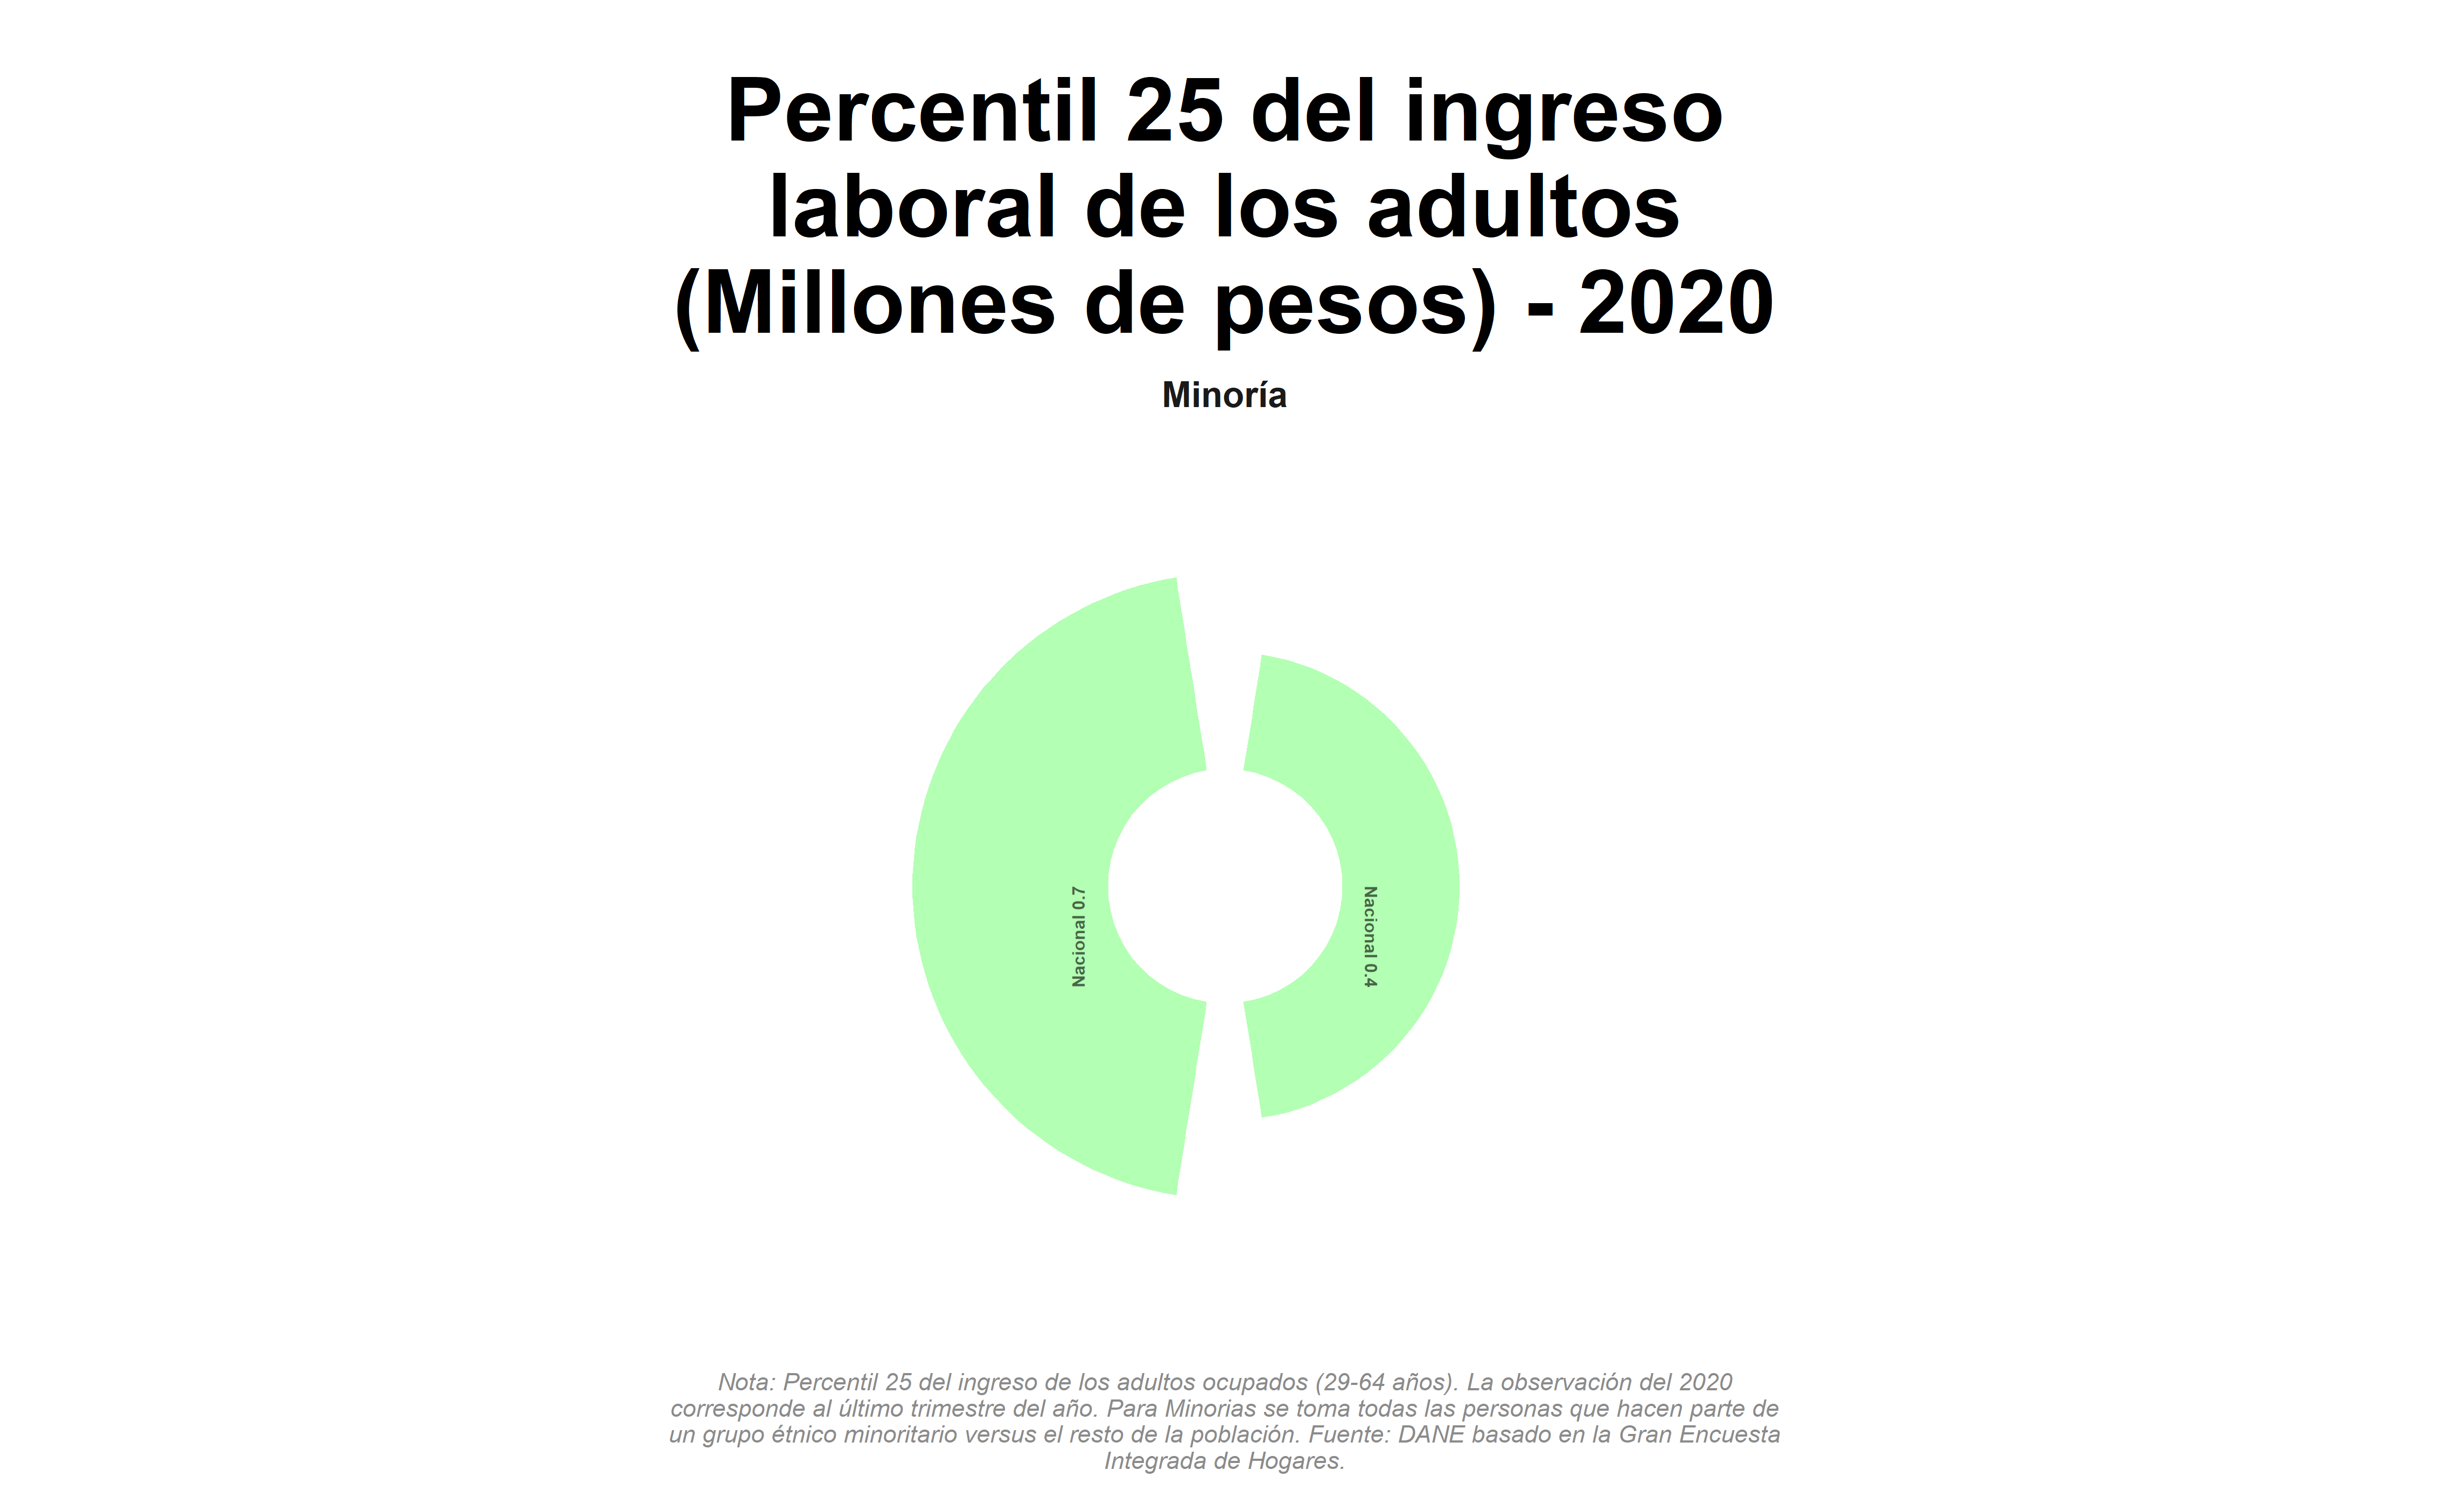 Percentil 25 del ingreso
laboral de los adultos
(Millones de pesos) - 2020
Minoría
Nacional 0.7
Nacional 0.4
Nota: Percentil 25 del ingreso de los adultos ocupados (29-64 años). La observación del 2020
corresponde al último trimestre del año. Para Minorias se toma todas las personas que hacen parte de
un grupo étnico minoritario versus el resto de la población. Fuente: DANE basado en la Gran Encuesta
Integrada de Hogares.